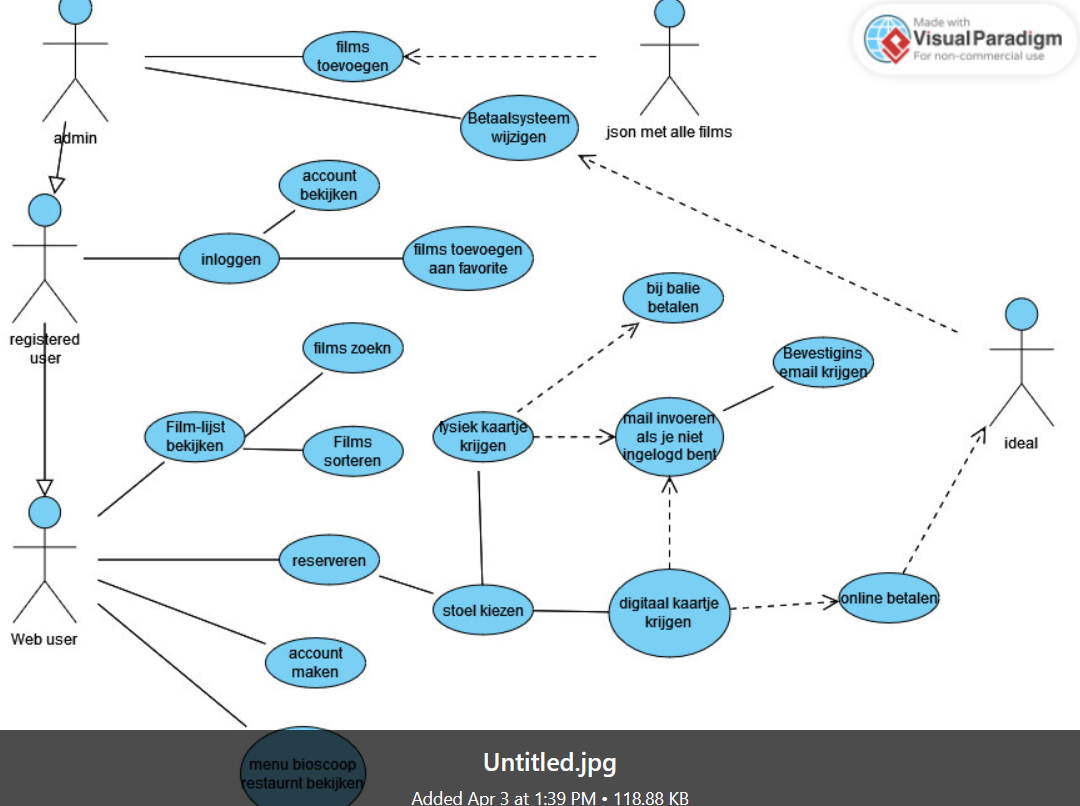 Made with
VisualParadigm
For non-commercial use
films
toevoegen
Betaalsysteem
wijzigen
json met alle films
admin
account
bekijken
inloggen
films toevoegen
aan favorite
bij balie
betalen
registered
user
films zoekn
Bevestigins
email krijgen
Film-lijst
bekijken
Films
sorteren
fysiek kaartje
krijgen
mail invoeren
als je niet
ingelogd bent
ideal
reserveren
stoel kiezen
digitaal kaartje
krijgen
online betalen
Web user
account
maken
menu bioscoop
restaurnt bekijken
Untitled.jpg
Added Apr 3 at 1:39 PM • 118.88 KB